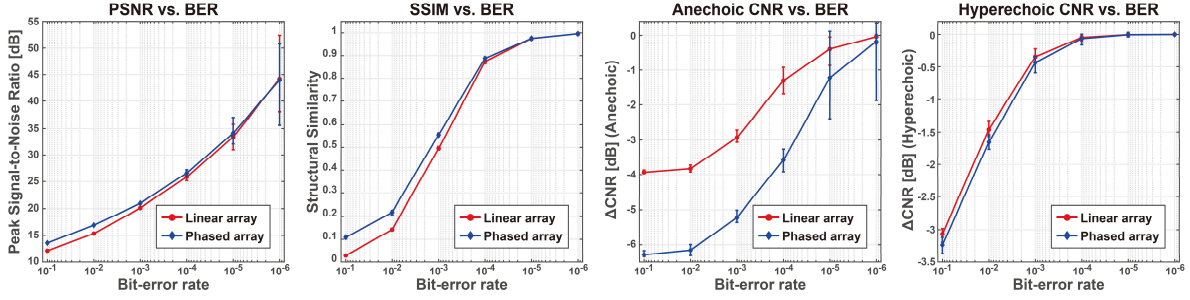 PSNR vs. BER
Peak Signal-to-Noise Ratio [dB]
55
50
45
40
35
30
25
20
15
10
Linear array
Phased array
10-1 10-2 10-3 10-4 10-5 10-6
Bit-error rate
SSIM vs. BER
Structural Similarity
1
0.9
0.8
0.7
0.6
0.5
0.4
0.3
0.2
0.1
0
Linear array
Phased array
10-1 10-2 10-3 10-4 10-5 10-6
Bit-error rate
Anechoic CNR vs. BER
ΔCNR [dB] (Anechoic)
0
-1
-2
-3
-4
-5
-6
Linear array
Phased array
10-1 10-2 10-3 10-4 10-5 10-6
Bit-error rate
Hyperechoic CNR vs. BER
ΔCNR [dB] (Hyperechoic)
0
-0.5
-1
-1.5
-2
-2.5
-3
-3.5
Linear array
Phased array
10-1 10-2 10-3 10-4 10-5 10-6
Bit-error rate